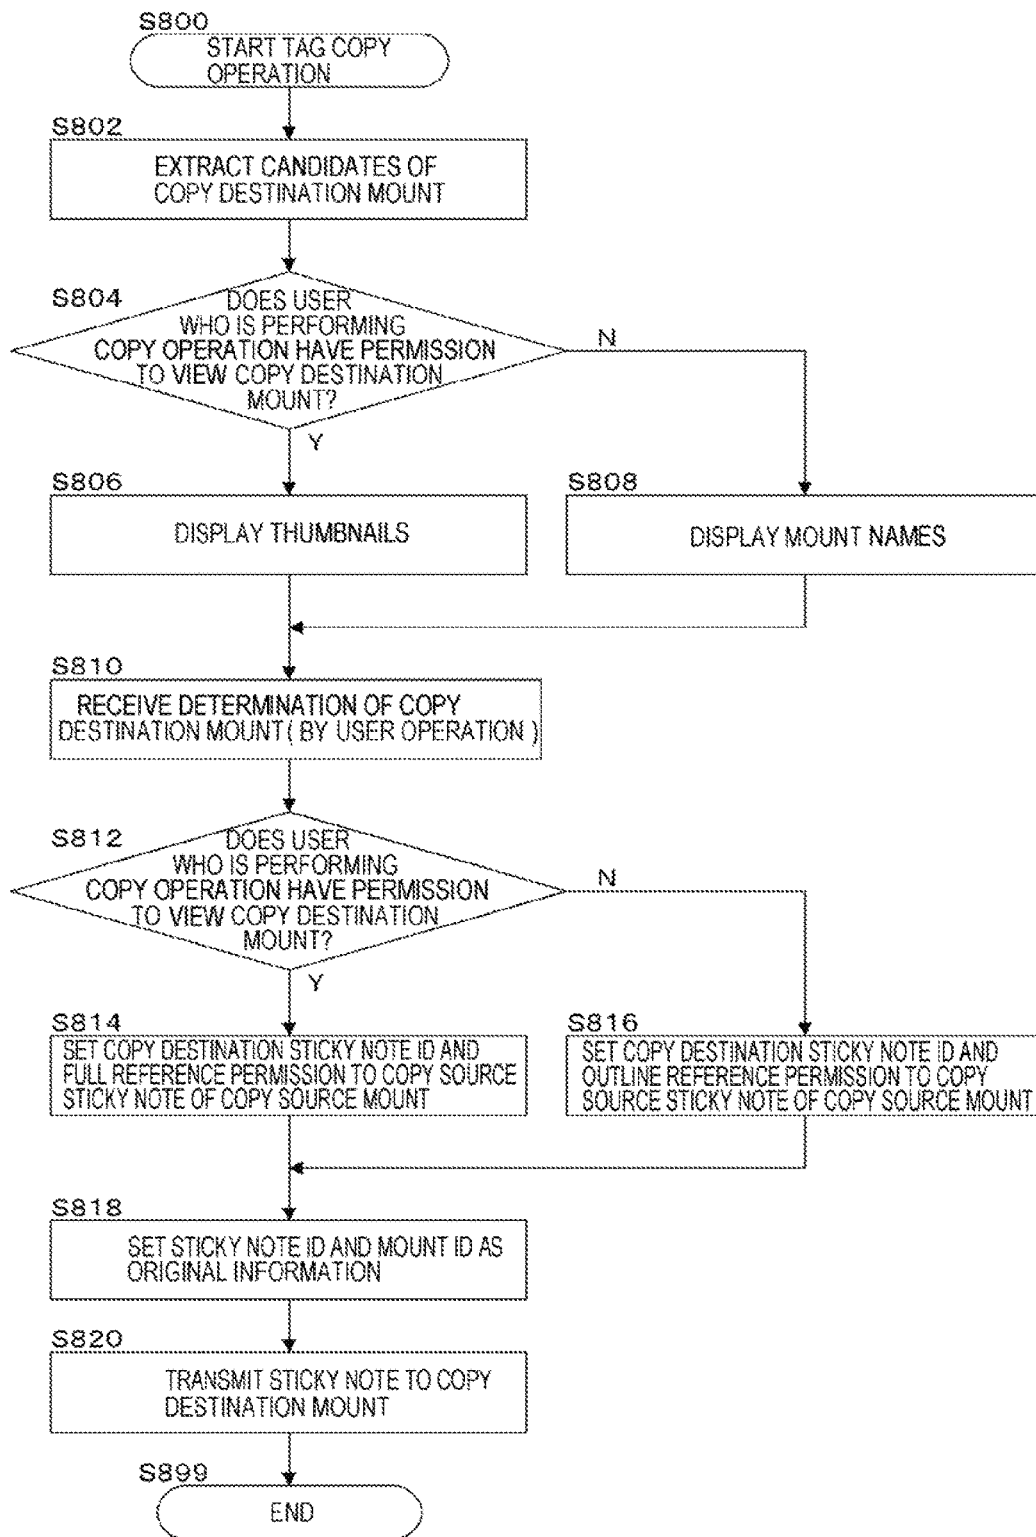 S800
START TAG COPY
OPERATION
S802
EXTRACT CANDIDATES OF
COPY DESTINATION MOUNT
S804
DOES USER
WHO IS PERFORMING
COPY OPERATION HAVE PERMISSION
TO VIEW COPY DESTINATION
MOUNT?
N
Y
S806
DISPLAY THUMBNAILS
S808
DISPLAY MOUNT NAMES
S810
RECEIVE DETERMINATION OF COPY
DESTINATION MOUNT ( BY USER OPERATION )
S812
DOES USER
WHO IS PERFORMING
COPY OPERATION HAVE PERMISSION
TO VIEW COPY DESTINATION
MOUNT?
N
Y
S814
SET COPY DESTINATION STICKY NOTE ID AND
FULL REFERENCE PERMISSION TO COPY SOURCE
STICKY NOTE OF COPY SOURCE MOUNT
S816
SET COPY DESTINATION STICKY NOTE ID AND
OUTLINE REFERENCE PERMISSION TO COPY
SOURCE STICKY NOTE OF COPY SOURCE MOUNT
S818
SET STICKY NOTE ID AND MOUNT ID AS
ORIGINAL INFORMATION
S820
TRANSMIT STICKY NOTE TO COPY
DESTINATION MOUNT
S899
END